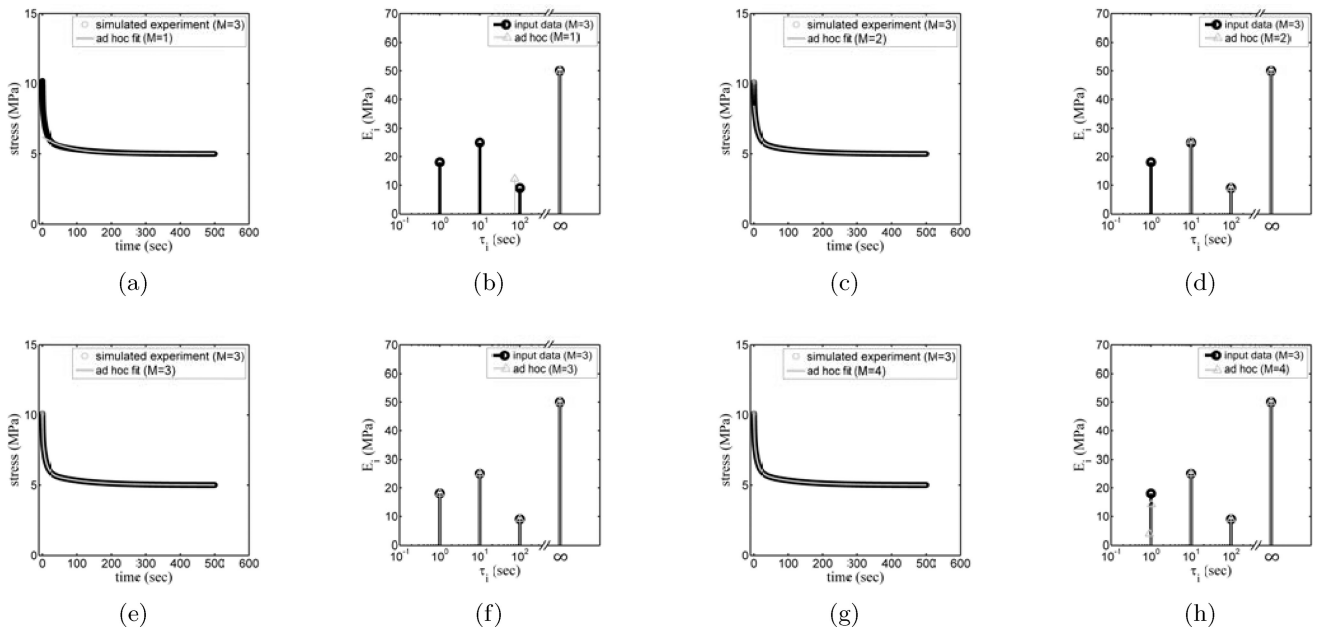 15
simulated experiment (M=3)
ad hoc fit (M=1)
10
5
0
stress (MPa)
0 100 200 300 400 500 600
time (sec)
(a)
70
input data (M=3)
ad hoc (M=1)
60
50
40
30
20
10
0
E_i (MPa)
10^-1 10^0 10^1 10^2 ∞
τ_i (sec)
(b)
15
simulated experiment (M=3)
ad hoc fit (M=2)
10
5
0
stress (MPa)
0 100 200 300 400 500 600
time (sec)
(c)
70
input data (M=3)
ad hoc (M=2)
60
50
40
30
20
10
0
E_i (MPa)
10^-1 10^0 10^1 10^2 ∞
τ_i (sec)
(d)
15
simulated experiment (M=3)
ad hoc fit (M=3)
10
5
0
stress (MPa)
0 100 200 300 400 500 600
time (sec)
(e)
70
input data (M=3)
ad hoc (M=3)
60
50
40
30
20
10
0
E_i (MPa)
10^-1 10^0 10^1 10^2 ∞
τ_i (sec)
(f)
15
simulated experiment (M=3)
ad hoc fit (M=4)
10
5
0
stress (MPa)
0 100 200 300 400 500 600
time (sec)
(g)
70
input data (M=3)
ad hoc (M=4)
60
50
40
30
20
10
0
E_i (MPa)
10^-1 10^0 10^1 10^2 ∞
τ_i (sec)
(h)